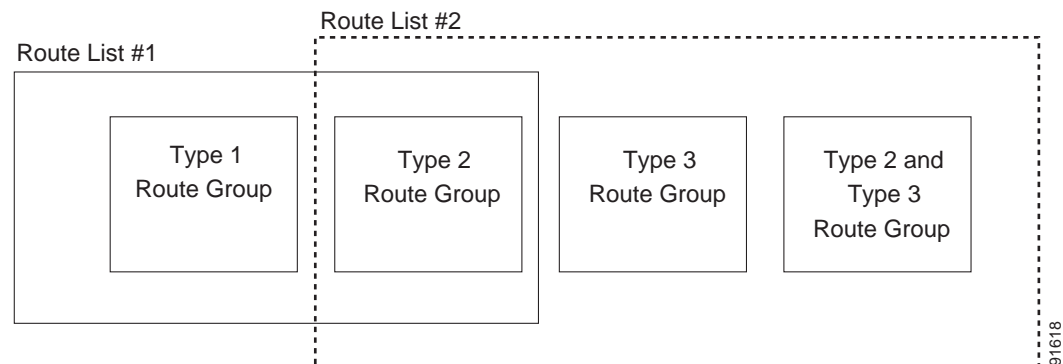 Route List #2
Route List #1
Type 1
Route Group
Type 2
Route Group
Type 3
Route Group
Type 2 and
Type 3
Route Group
91618